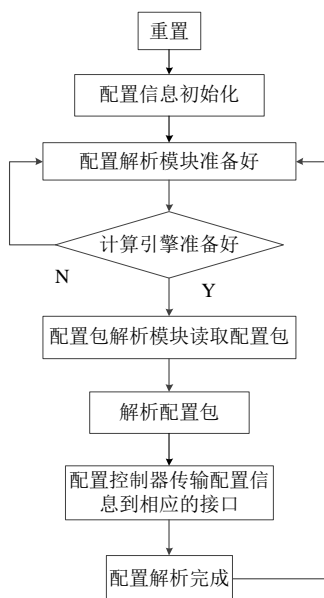 重置
配置信息初始化
配置解析模块准备好
计算引擎准备好
N
Y
配置包解析模块读取配置包
解析配置包
配置控制器传输配置信
息到相应的接口
配置解析完成